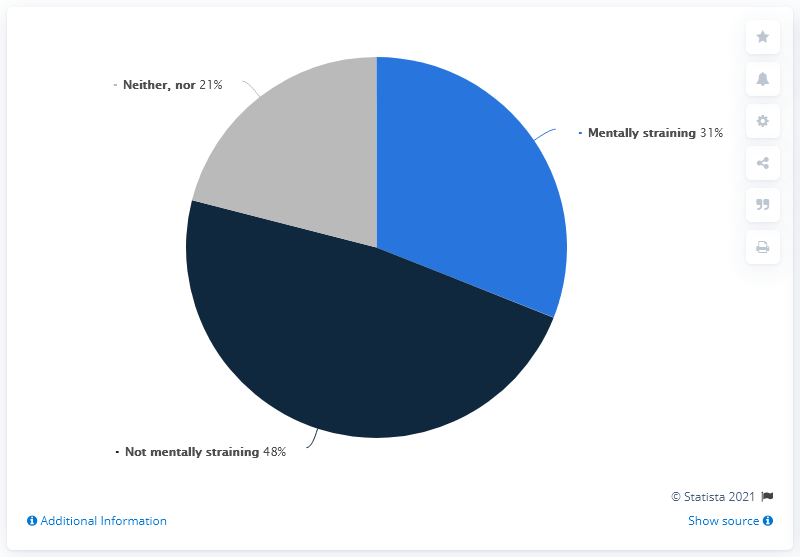 Neither, nor 21%
Mentally straining 31%
Not mentally straining 48%
© Statista 2021
Additional Information
Show source